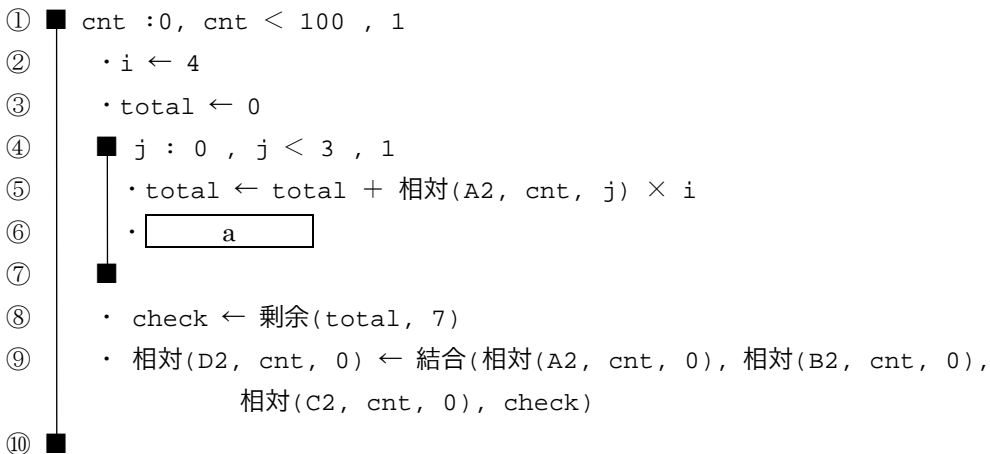 ① ■ cnt :0, cnt < 100 , 1
② ・i ← 4
③ ・total ← 0
④ ■ j : 0 , j < 3 , 1
⑤ ・total ← total + 相対(A2, cnt, j) × i
⑥ ・ a
⑦ ■
⑧ ・ check ← 剰余(total, 7)
⑨ ・ 相対(D2, cnt, 0) ← 結合(相対(A2, cnt, 0), 相対(B2, cnt, 0),
相対(C2, cnt, 0), check)
⑩ ■